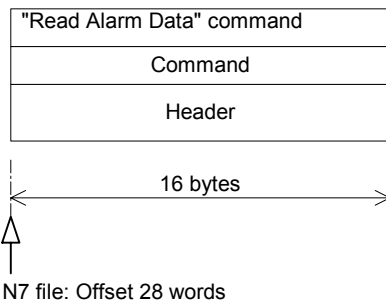 "Read Alarm Data" command
Command
Header
16 bytes
N7 file: Offset 28 words